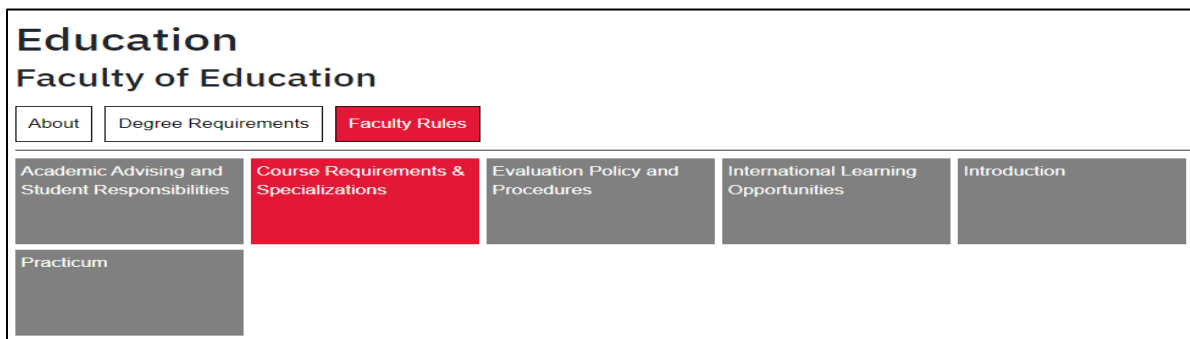 Education
Faculty of Education
About
Degree Requirements
Faculty Rules
Academic Advising and
Student Responsibilities
Course Requirements &
Specializations
Evaluation Policy and
Procedures
International Learning
Opportunities
Introduction
Practicum